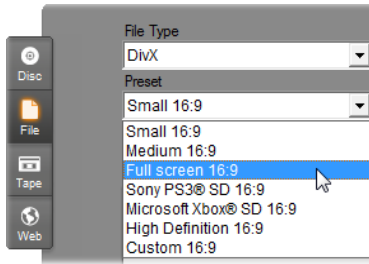 File Type
DivX
Disc
Preset
Small 16:9
File
Small 16:9
Medium 16:9
Full screen 16:9
Tape
Sony PS3® SD 16:9
Microsoft Xbox® SD 16:9
Web
High Definition 16:9
Custom 16:9